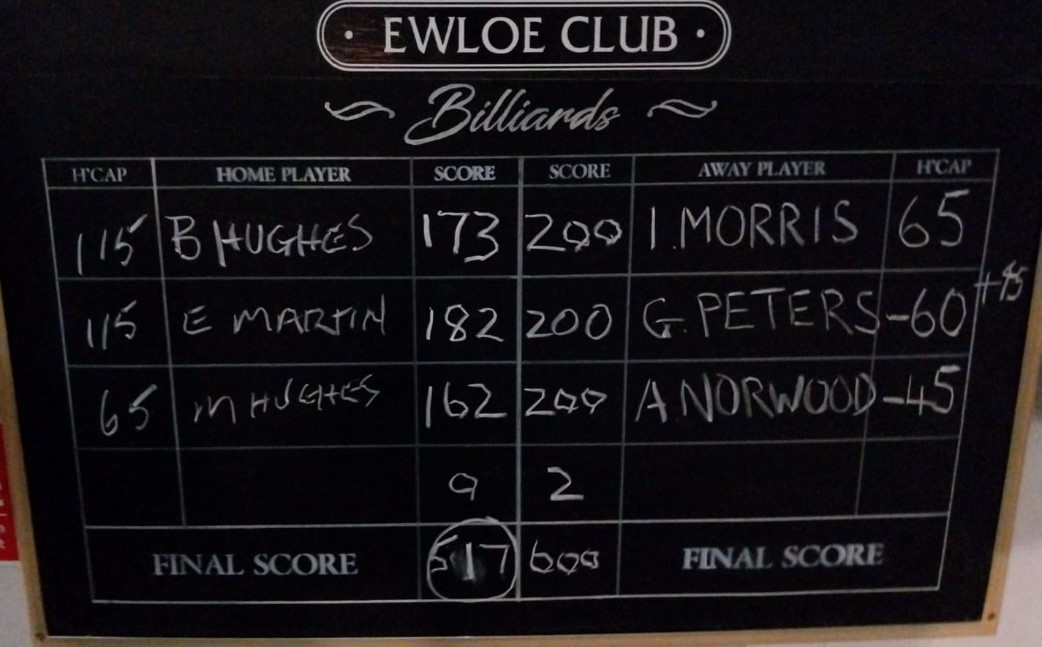 · EWLOE CLUB ·
Billiards
H'CAP HOME PLAYER SCORE SCORE AWAY PLAYER H'CAP
115 B HUGHES 173 200 I. MORRIS 65
115 E MARTIN 182 200 G. PETERS -60
65 M HUGHES 162 200 A NORWOOD -45
9 2
FINAL SCORE 517 600 FINAL SCORE